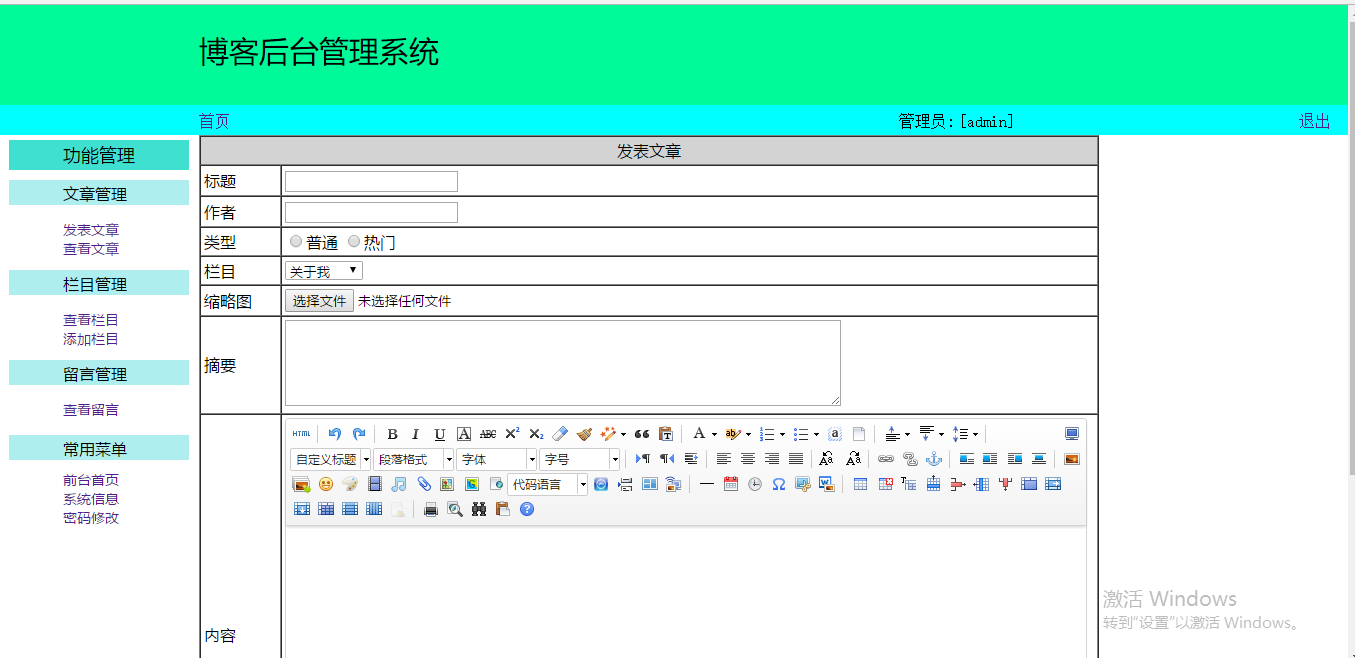 博客后台管理系统
首页 管理员：[admin] 退出
功能管理
文章管理
发表文章
查看文章
栏目管理
查看栏目
添加栏目
留言管理
查看留言
常用菜单
前台首页
系统信息
密码修改
发表文章
标题
作者
类型 普通 热门
栏目 关于我
缩略图 选择文件 未选择任何文件
摘要
HTML B I U A ABC X² X₂ A ab a
自定义标题 段落格式 字体 字号
代码语言
内容
激活 Windows
转到"设置"以激活 Windows。